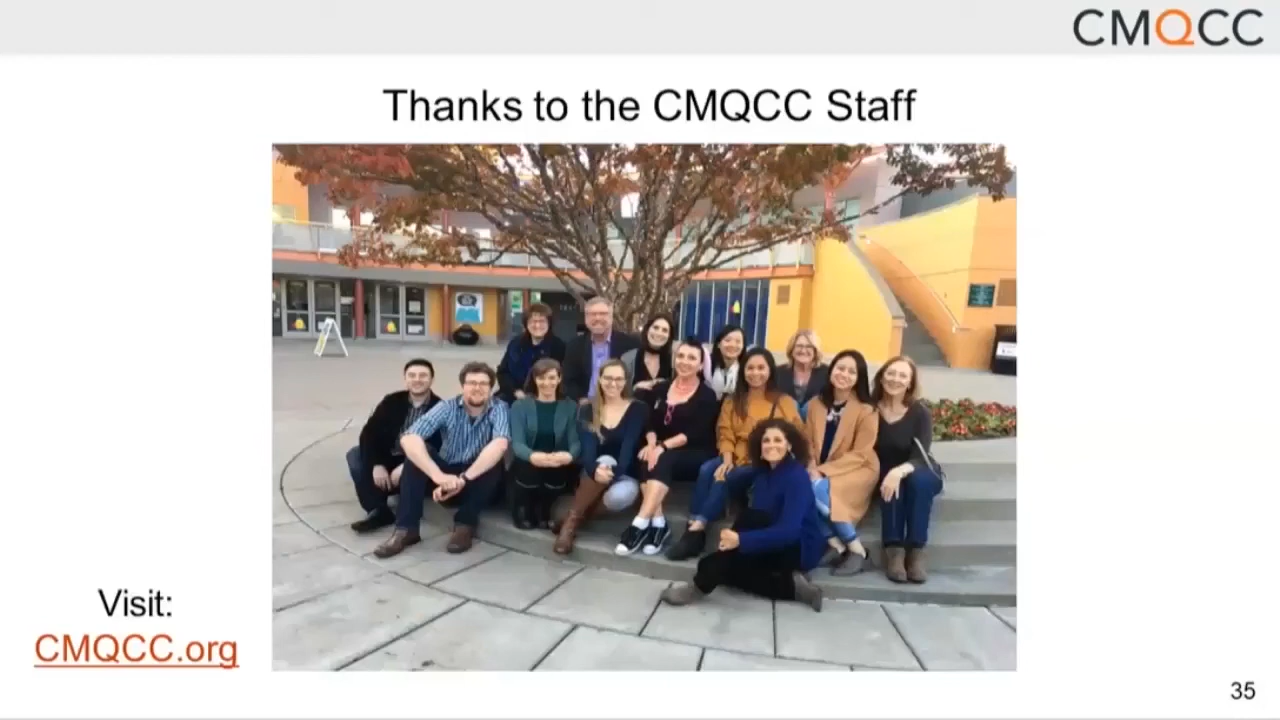 CMQCC
Thanks to the CMQCC Staff
Visit:
CMQCC.org
35